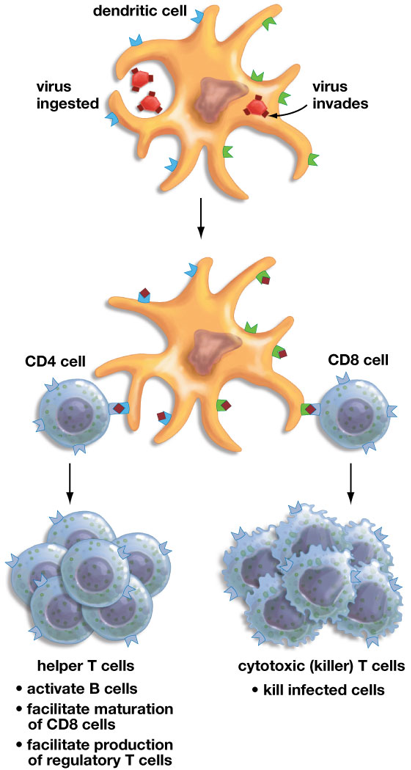 dendritic cell
virus
ingested
virus
invades
CD4 cell
CD8 cell
helper T cells
• activate B cells
• facilitate maturation
of CD8 cells
• facilitate production
of regulatory T cells
cytotoxic (killer) T cells
• kill infected cells